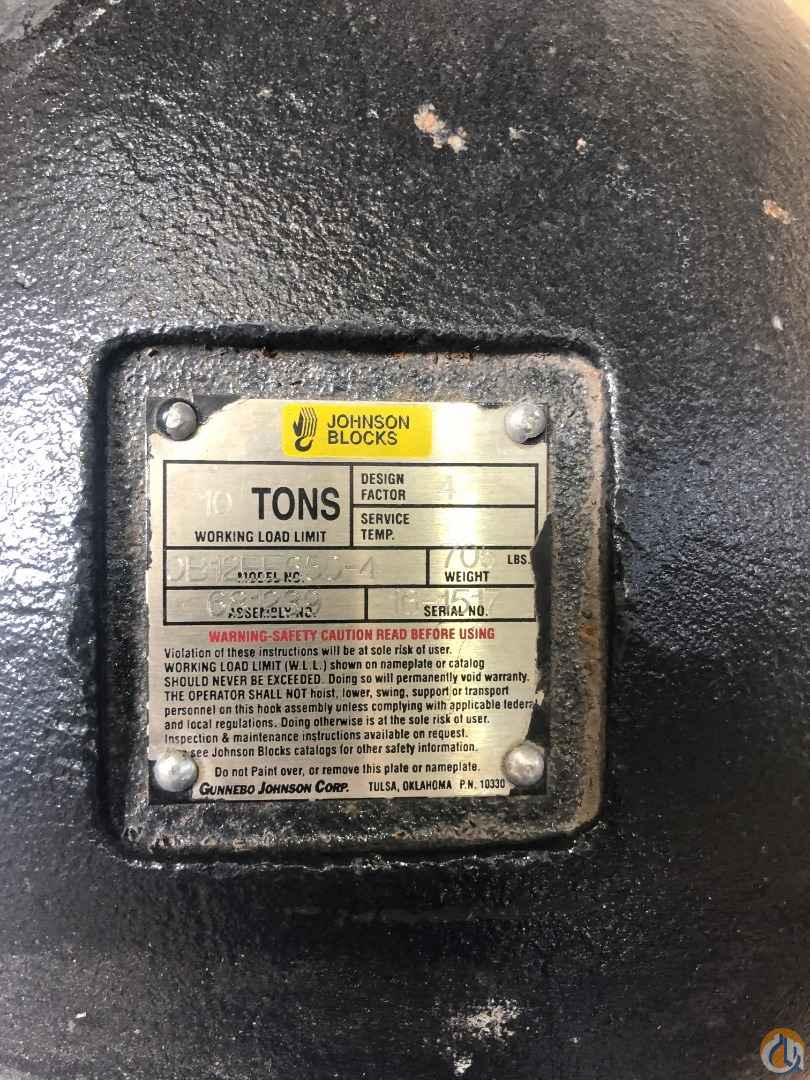 JOHNSON
BLOCKS
10 TONS
WORKING LOAD LIMIT
DESIGN
FACTOR 4
SERVICE
TEMP.
MODEL NO.
WEIGHT LBS.
ASSEMBLY NO.
SERIAL NO.
WARNING-SAFETY CAUTION READ BEFORE USING
Violation of these instructions will be at sole risk of user.
WORKING LOAD LIMIT (W.L.L.) shown on nameplate or catalog
SHOULD NEVER BE EXCEEDED. Doing so will permanently void warranty.
THE OPERATOR SHALL NOT hoist, lower, swing, support or transport
personnel on this hook assembly unless complying with applicable federal
and local regulations. Doing otherwise is at the sole risk of user.
Inspection & maintenance instructions available on request.
see Johnson Blocks catalogs for other safety information.
Do not Paint over, or remove this plate or nameplate.
GUNNEBO JOHNSON CORP. TULSA, OKLAHOMA P.N. 10330